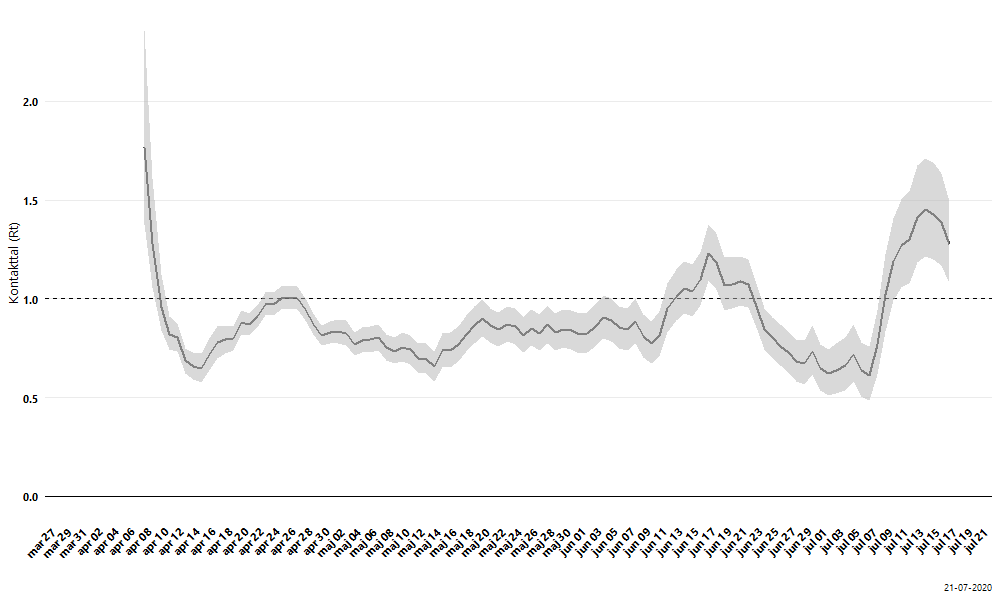 2.0
1.5
1.0
0.5
0.0
Kontakttal (Rt)
mar 27
mar 29
mar 31
apr 02
apr 04
apr 06
apr 08
apr 10
apr 12
apr 14
apr 16
apr 18
apr 20
apr 22
apr 24
apr 26
apr 28
apr 30
maj 02
maj 04
maj 06
maj 08
maj 10
maj 12
maj 14
maj 16
maj 18
maj 20
maj 22
maj 24
maj 26
maj 28
maj 30
jun 01
jun 03
jun 05
jun 07
jun 09
jun 11
jun 13
jun 15
jun 17
jun 19
jun 21
jun 23
jun 25
jun 27
jun 29
jul 01
jul 03
jul 05
jul 07
jul 09
jul 11
jul 13
jul 15
jul 17
jul 19
jul 21
21-07-2020